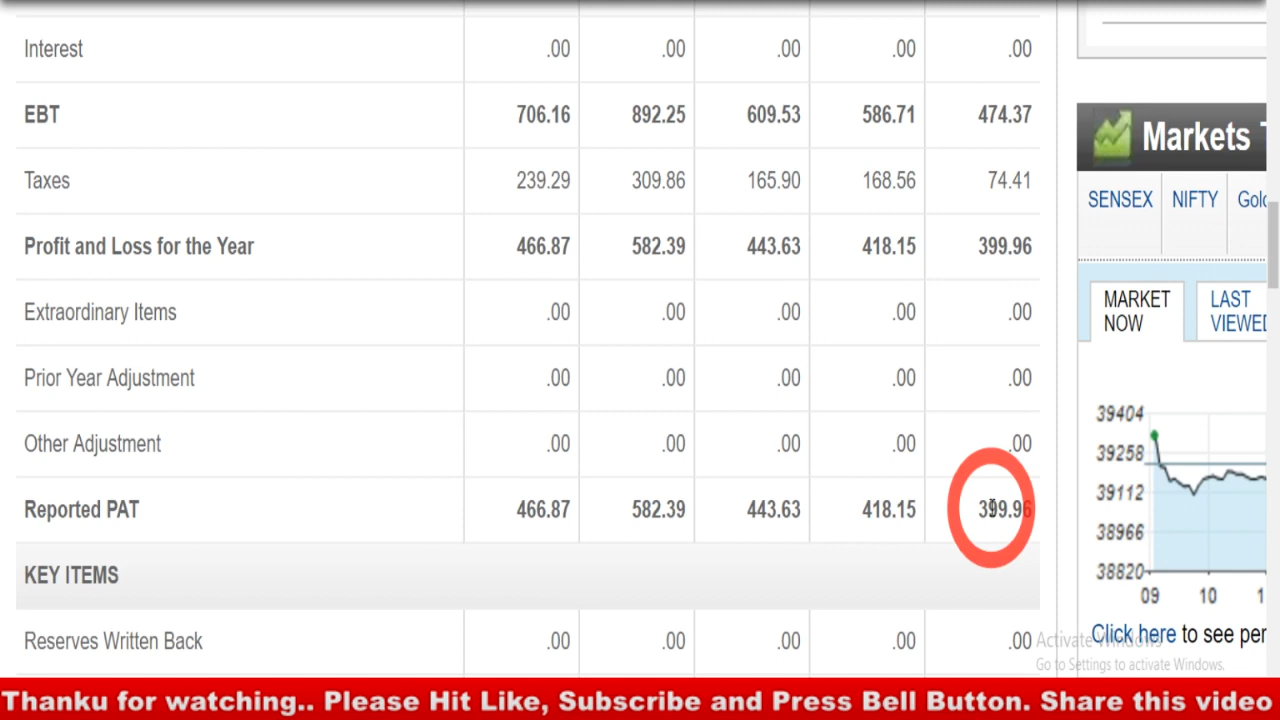 Interest .00 .00 .00 .00 .00
EBT 706.16 892.25 609.53 586.71 474.37
Taxes 239.29 309.86 165.90 168.56 74.41
Profit and Loss for the Year 466.87 582.39 443.63 418.15 399.96
Extraordinary Items .00 .00 .00 .00 .00
Prior Year Adjustment .00 .00 .00 .00 .00
Other Adjustment .00 .00 .00 .00 .00
Reported PAT 466.87 582.39 443.63 418.15 399.96
KEY ITEMS
Reserves Written Back .00 .00 .00 .00 .00
Markets
SENSEX NIFTY
MARKET
NOW
LAST
VIEWED
39404
39258
39112
38966
38820
09 10
Click here to see per
Activate Windows
Go to Settings to activate Windows.
Thanku for watching.. Please Hit Like, Subscribe and Press Bell Button. Share this video